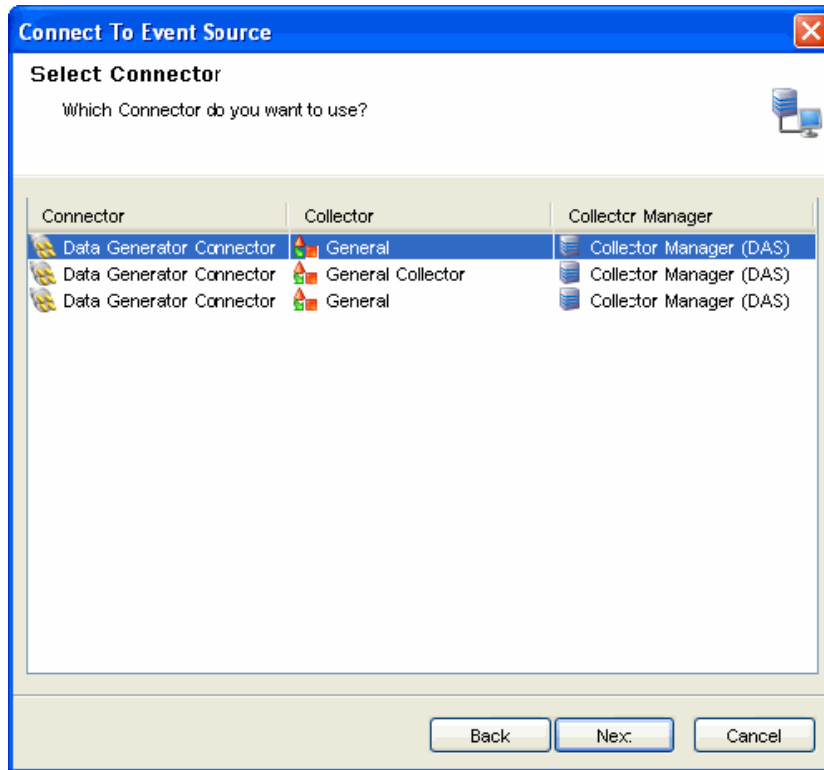 Connect To Event Source
Select Connector
Which Connector do you want to use?
Connector Collector Collector Manager
Data Generator Connector General Collector Manager (DAS)
Data Generator Connector General Collector Collector Manager (DAS)
Data Generator Connector General Collector Manager (DAS)
Back Next Cancel